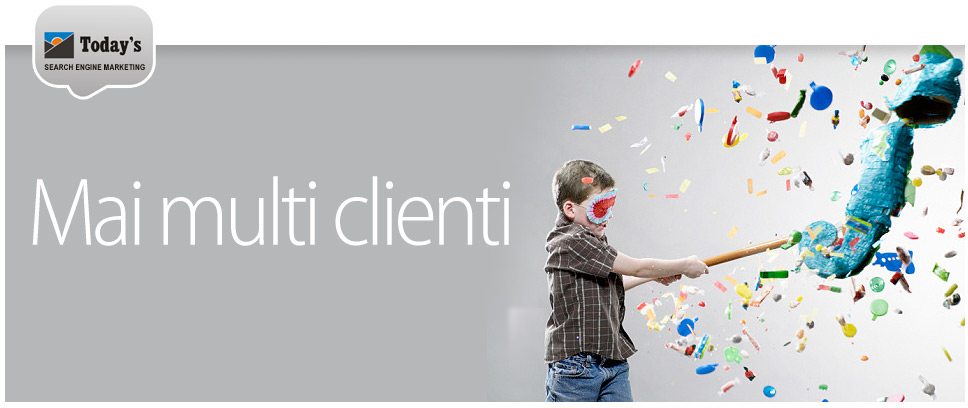 Today's
SEARCH ENGINE MARKETING
Mai multi clienti